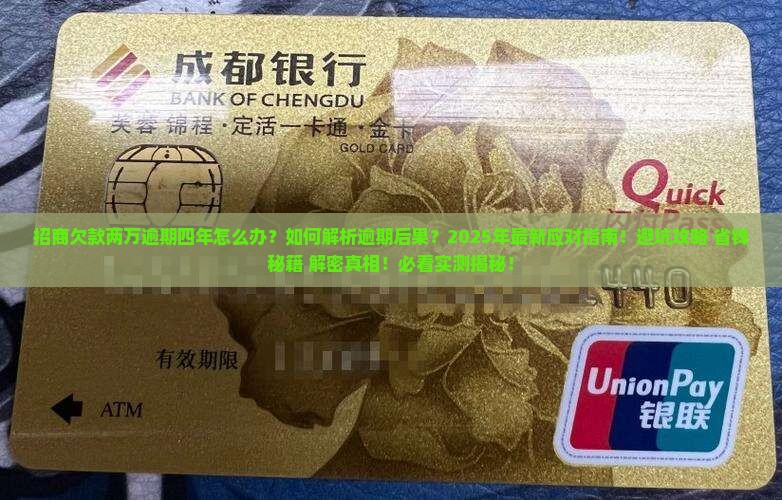 成都银行
BANK OF CHENGDU
芙蓉 锦程·定活一卡通·金卡
GOLD CARD
Quick
招商欠款两万逾期四年怎么办？如何解析逾期后果？2025年最新应对指南！避坑攻略 省钱
秘籍 解密真相！必看实测揭秘！
1440
有效期限
ATM
UnionPay
银联